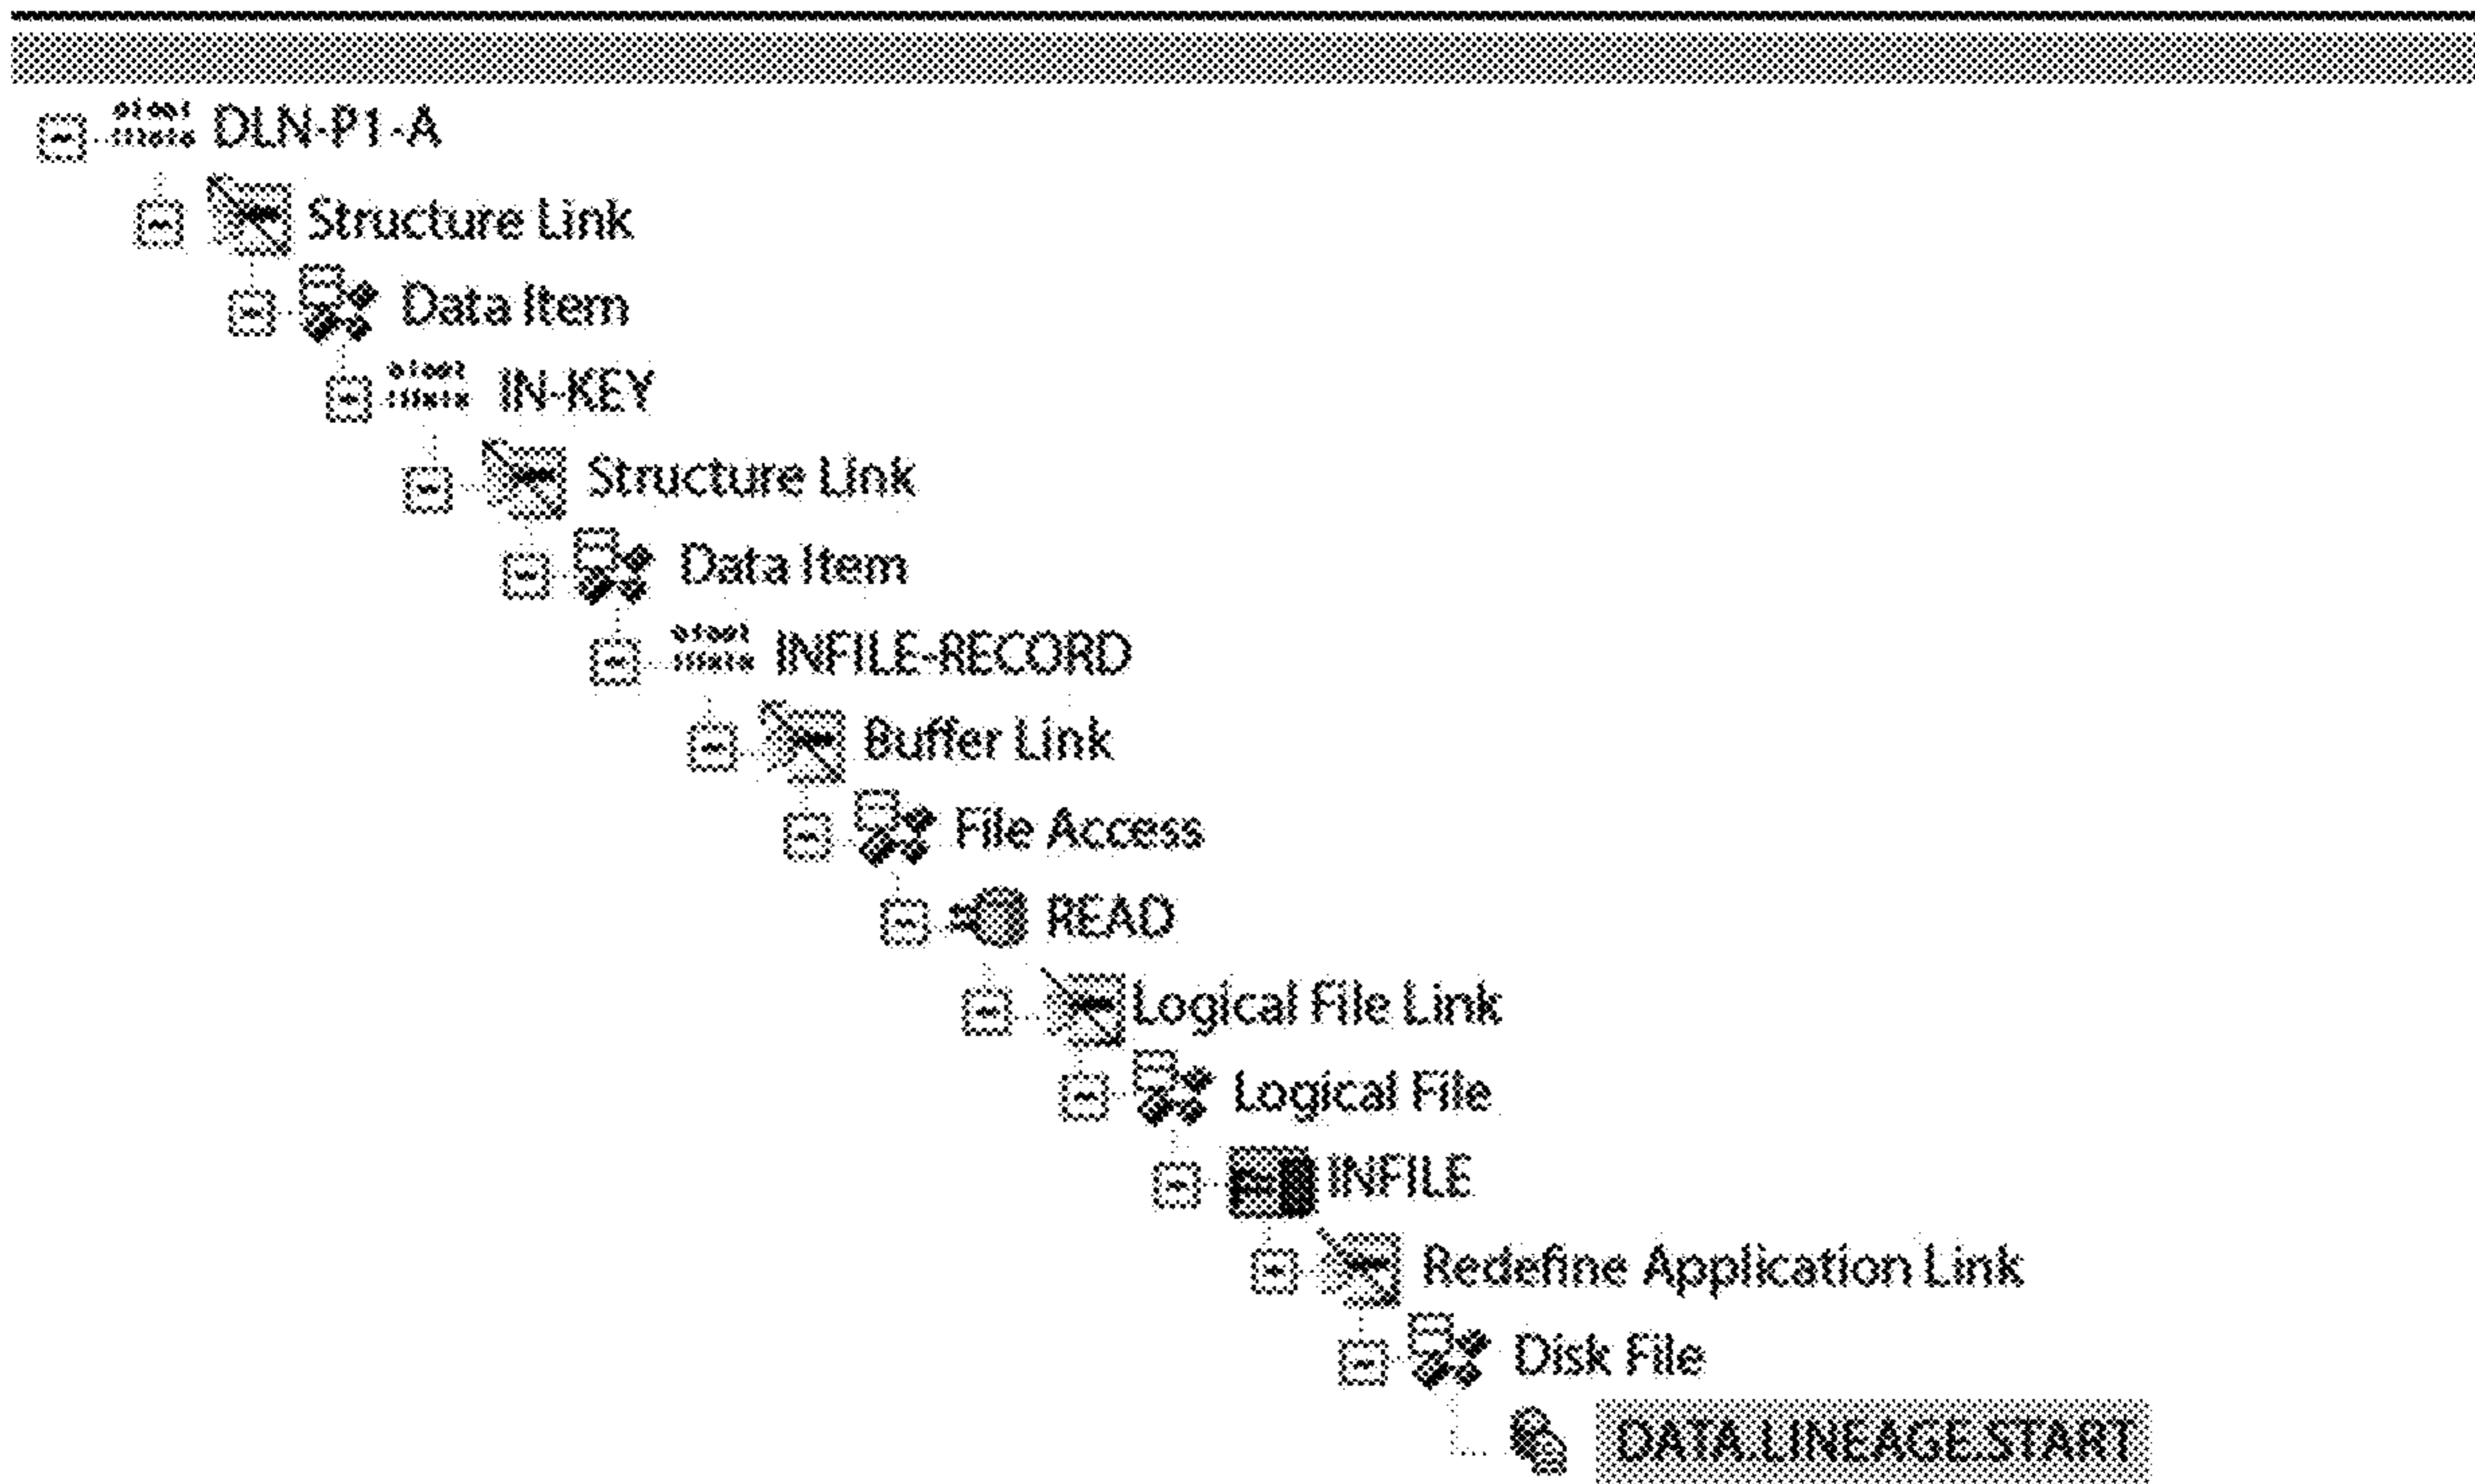 DLN-P1-A
Structure Link
Data Item
IN-KEY
Structure Link
Data Item
INFILE-RECORD
Buffer Link
File Access
READ
Logical File Link
Logical File
INFILE
Redefine Application Link
Disk File
DATA.LINEAGE.START